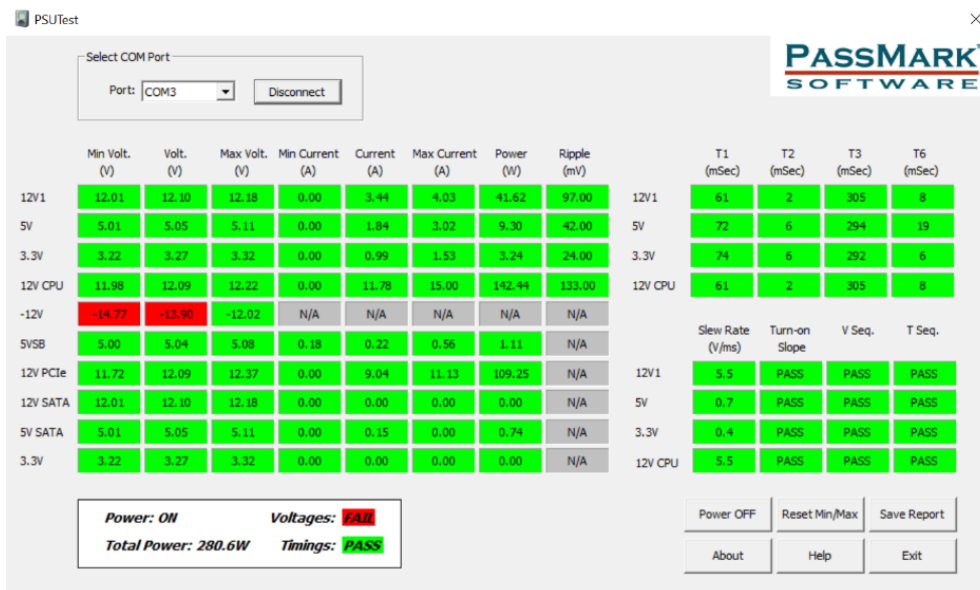 PSUTest
Select COM Port
Port: COM3 Disconnect
PASSMARK
SOFTWARE
Min Volt. Volt. Max Volt. Min Current Current Max Current Power Ripple
(V) (V) (V) (A) (A) (A) (W) (mV)
12V1 12.01 12.10 12.18 0.00 3.44 4.03 41.62 97.00
5V 5.01 5.05 5.11 0.00 1.84 3.02 9.30 42.00
3.3V 3.22 3.27 3.32 0.00 0.99 1.53 3.24 24.00
12V CPU 11.98 12.09 12.22 0.00 11.78 15.00 142.44 133.00
-12V -14.77 -13.90 -12.02 N/A N/A N/A N/A N/A
5VSB 5.00 5.04 5.08 0.18 0.22 0.56 1.11 N/A
12V PCIe 11.72 12.09 12.37 0.00 9.04 11.13 109.25 N/A
12V SATA 12.01 12.10 12.18 0.00 0.00 0.00 0.00 N/A
5V SATA 5.01 5.05 5.11 0.00 0.15 0.00 0.74 N/A
3.3V 3.22 3.27 3.32 0.00 0.00 0.00 0.00 N/A
T1 T2 T3 T6
(mSec) (mSec) (mSec) (mSec)
12V1 61 2 305 8
5V 72 6 294 19
3.3V 74 6 292 6
12V CPU 61 2 305 8
Slew Rate Turn-on V Seq. T Seq.
(V/ms) Slope
12V1 5.5 PASS PASS PASS
5V 0.7 PASS PASS PASS
3.3V 0.4 PASS PASS PASS
12V CPU 5.5 PASS PASS PASS
Power: ON Voltages: FAIL
Total Power: 280.6W Timings: PASS
Power OFF Reset Min/Max Save Report
About Help Exit